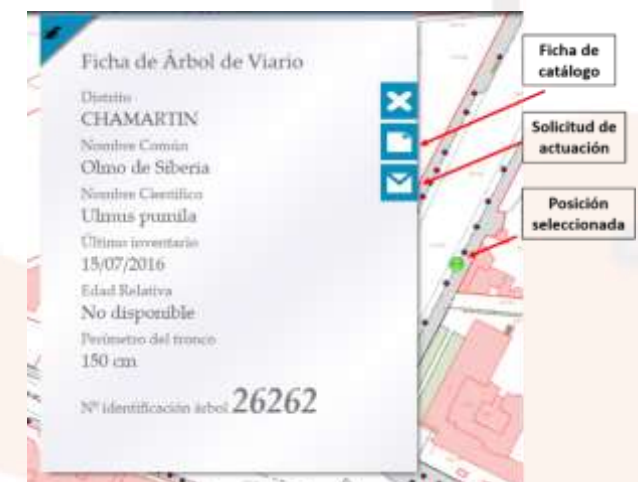 Ficha de Árbol de Viario
Distrito
CHAMARTIN
Nombre Común
Olmo de Siberia
Nombre Científico
Ulmus pumila
Último inventario
15/07/2016
Edad Relativa
No disponible
Perímetro del tronco
150 cm
Nº identificación árbol 26262
Ficha de
catálogo
Solicitud de
actuación
Posición
seleccionada